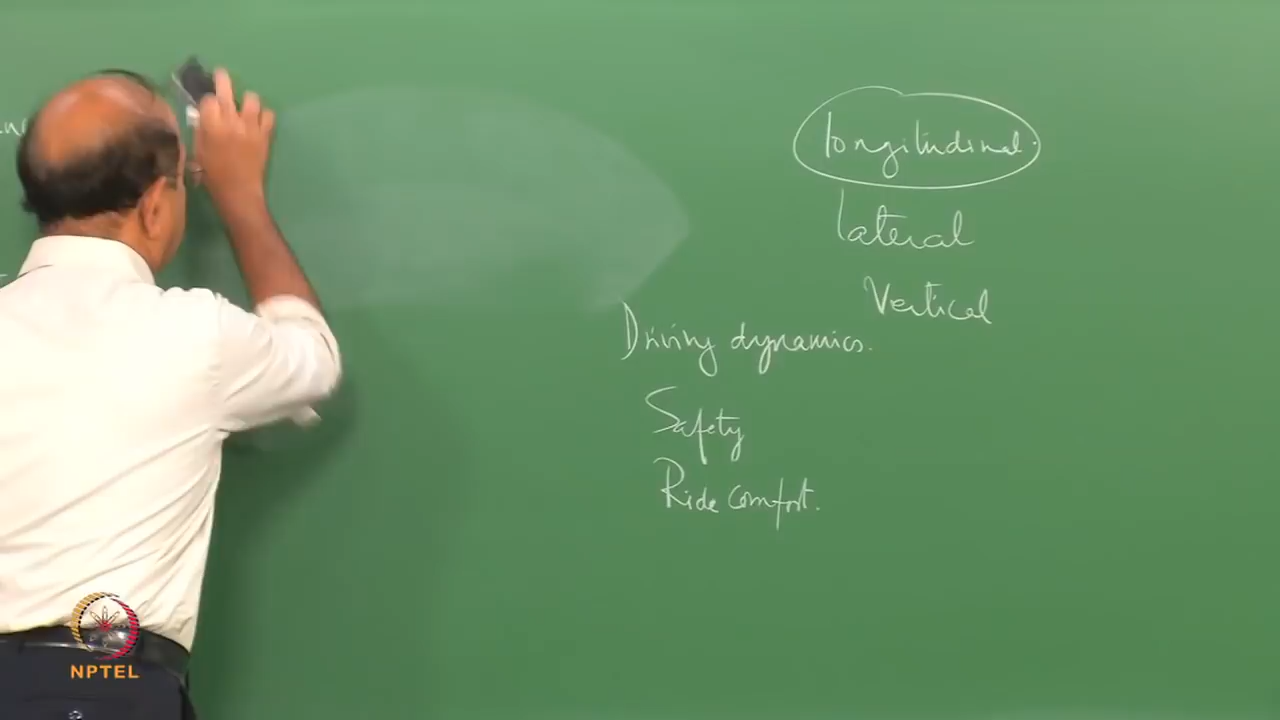 longitudinal.
Lateral
Vertical
Driving dynamics.
Safety
Ride comfort.
NPTEL